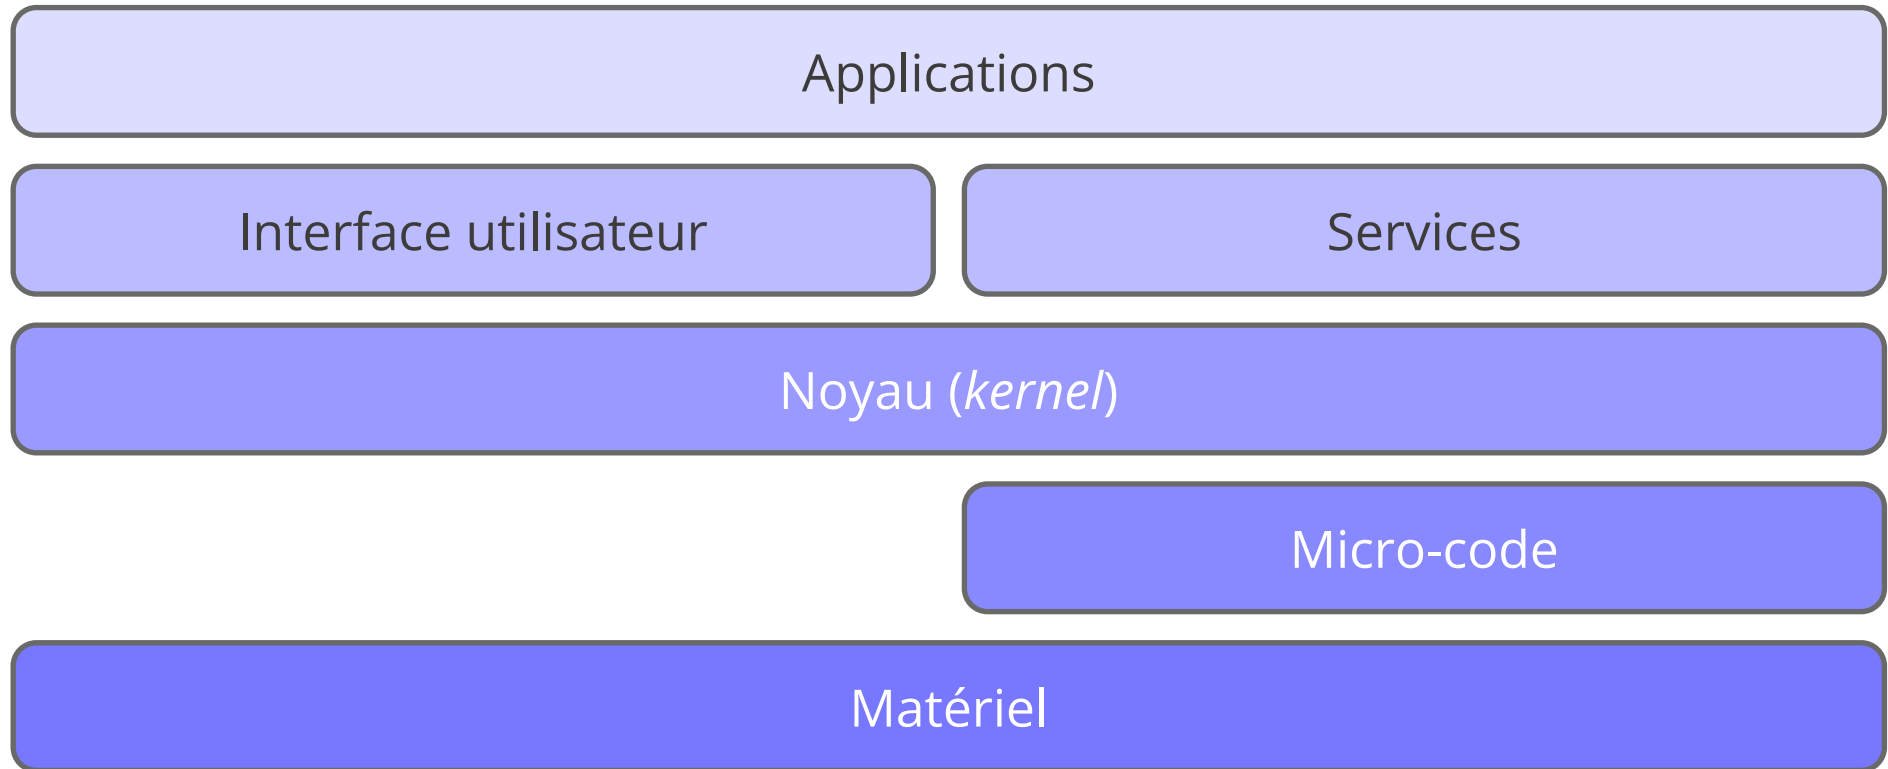 Applications
Interface utilisateur
Services
Noyau (kernel)
Micro-code
Matériel